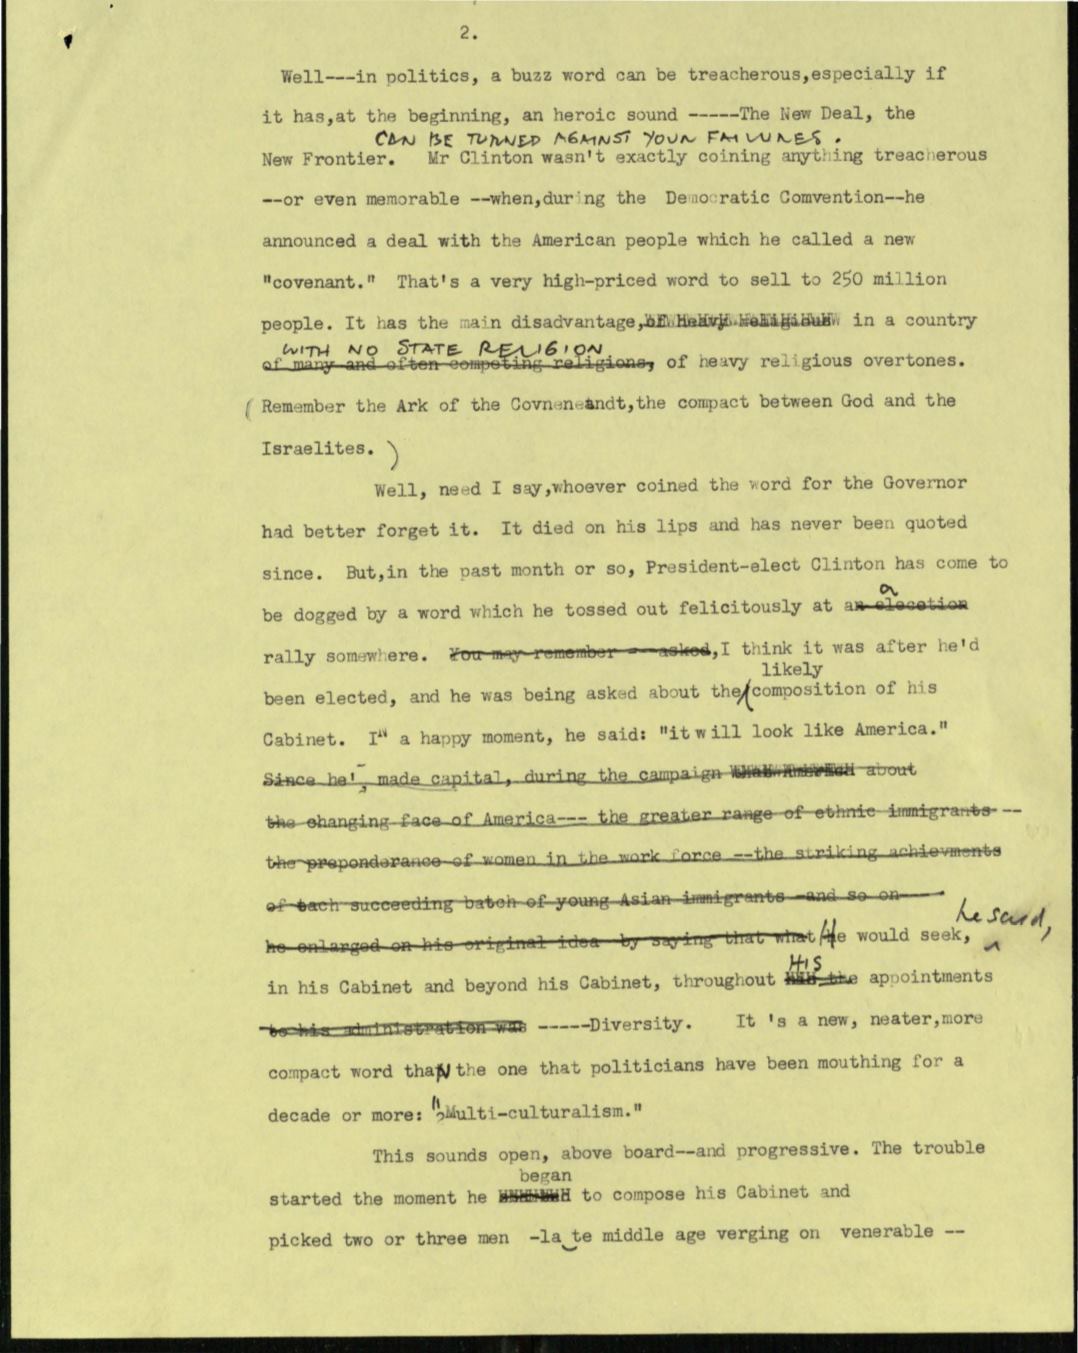 2.
Well---in politics, a buzz word can be treacherous,especially if
it has,at the beginning, an heroic sound -----The New Deal, the
CAN BE TURNED AGAINST YOUR FAILURES.
New Frontier. Mr Clinton wasn't exactly coining anything treacherous
--or even memorable --when,during the Democratic Comvention--he
announced a deal with the American people which he called a new
"covenant." That's a very high-priced word to sell to 250 million
people. It has the main disadvantage,of heavy religious in a country
WITH NO STATE RELIGION
of many and often competing religions, of heavy religious overtones.
(Remember the Ark of the Covneneandt,the compact between God and the
Israelites.)
Well, need I say,whoever coined the word for the Governor
had better forget it. It died on his lips and has never been quoted
since. But,in the past month or so, President-elect Clinton has come to
a
be dogged by a word which he tossed out felicitously at an elecetion
rally somewhere. You may remember - asked,I think it was after he'd
likely
been elected, and he was being asked about the composition of his
Cabinet. IN a happy moment, he said: "it will look like America."
Since he', made capital, during the campaign about
the changing face of America--- the greater range of ethnic immigrants --
the preponderance of women in the work force --the striking achievments
of each succeeding batch of young Asian immigrants -and so on---
he said,
he enlarged on his original idea by saying that what He would seek,
HIS
in his Cabinet and beyond his Cabinet, throughout the appointments
to his administration was -----Diversity. It 's a new, neater,more
compact word thaN the one that politicians have been mouthing for a
decade or more: "Multi-culturalism."
This sounds open, above board--and progressive. The trouble
began
started the moment he to compose his Cabinet and
picked two or three men -late middle age verging on venerable --